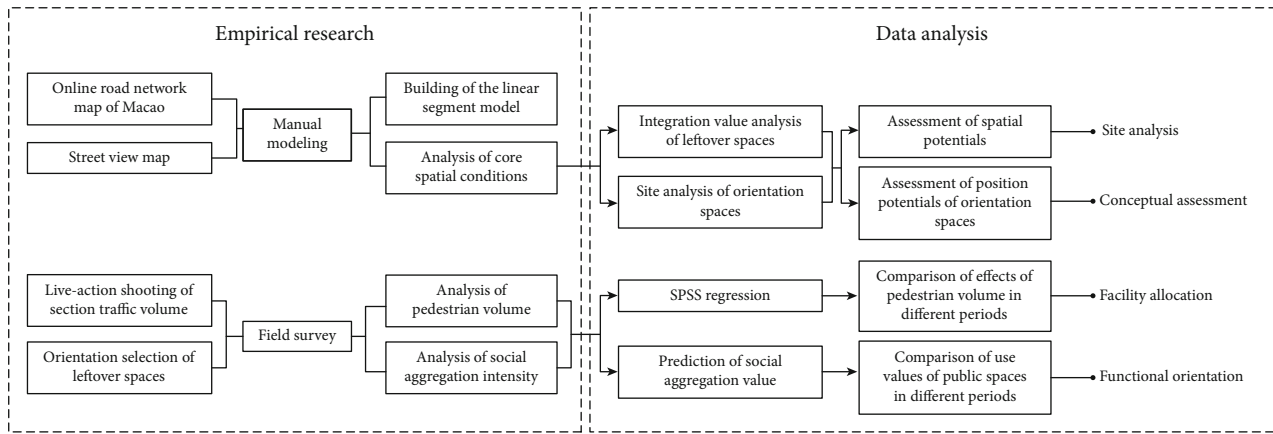 Empirical research
Online road network
map of Macao
Street view map
Manual
modeling
Building of the linear
segment model
Analysis of core
spatial conditions
Live-action shooting of
section traffic volume
Orientation selection of
leftover spaces
Field survey
Analysis of
pedestrian volume
Analysis of social
aggregation intensity
Data analysis
Integration value analysis
of leftover spaces
Site analysis of orientation
spaces
Assessment of spatial
potentials
Assessment of position
potentials of orientation
spaces
Site analysis
Conceptual assessment
SPSS regression
Prediction of social
aggregation value
Comparison of effects of
pedestrian volume in
different periods
Comparison of use
values of public spaces
in different periods
Facility allocation
Functional orientation